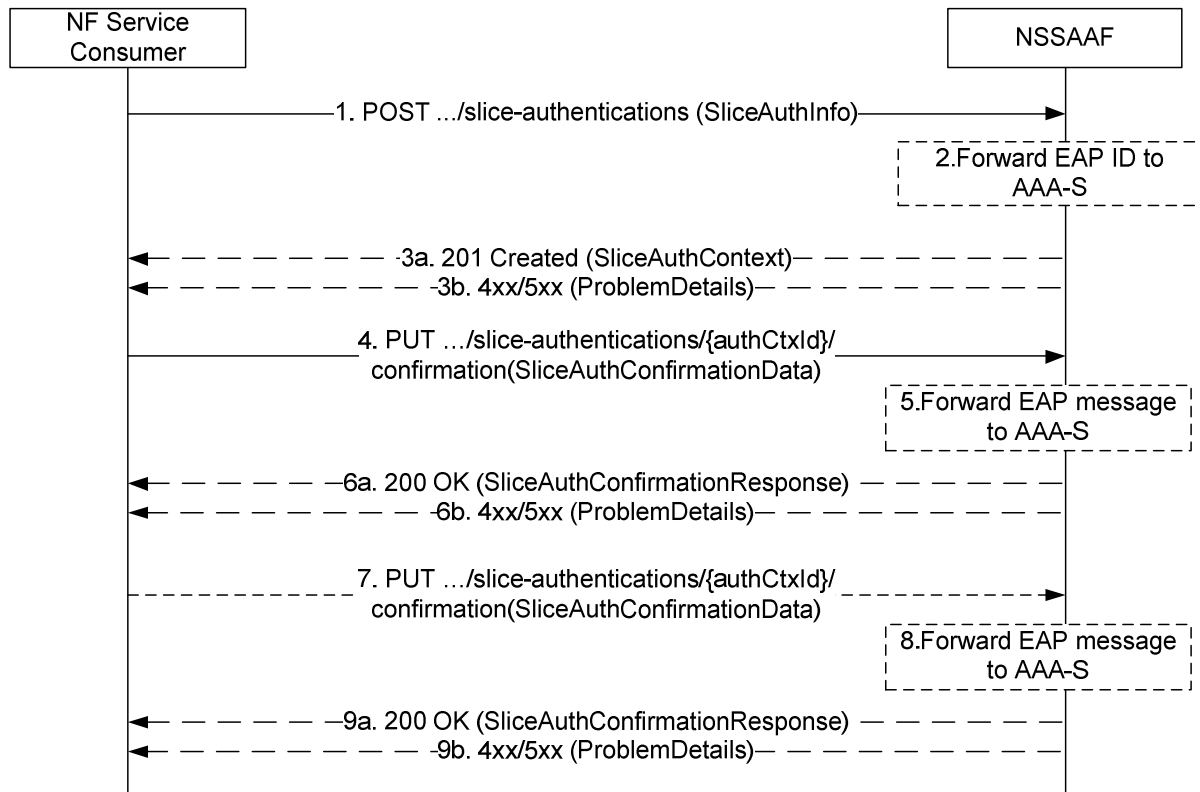 NF Service
Consumer
NSSAAF
1. POST .../slice-authentications (SliceAuthInfo)
2.Forward EAP ID to
AAA-S
3a. 201 Created (SliceAuthContext)
3b. 4xx/5xx (ProblemDetails)
4. PUT .../slice-authentications/{authCtxId}/
confirmation(SliceAuthConfirmationData)
5.Forward EAP message
to AAA-S
6a. 200 OK (SliceAuthConfirmationResponse)
6b. 4xx/5xx (ProblemDetails)
7. PUT .../slice-authentications/{authCtxId}/
confirmation(SliceAuthConfirmationData)
8.Forward EAP message
to AAA-S
9a. 200 OK (SliceAuthConfirmationResponse)
9b. 4xx/5xx (ProblemDetails)